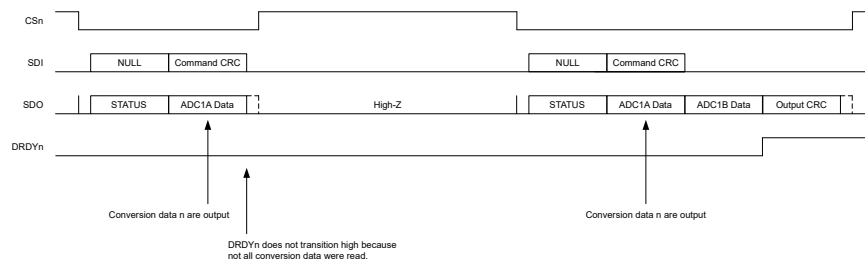 CSn
SDI
NULL
Command CRC
NULL
Command CRC
SDO
STATUS
ADC1A Data
High-Z
STATUS
ADC1A Data
ADC1B Data
Output CRC
DRDYn
Conversion data n are output
Conversion data n are output
DRDYn does not transition high because
not all conversion data were read.